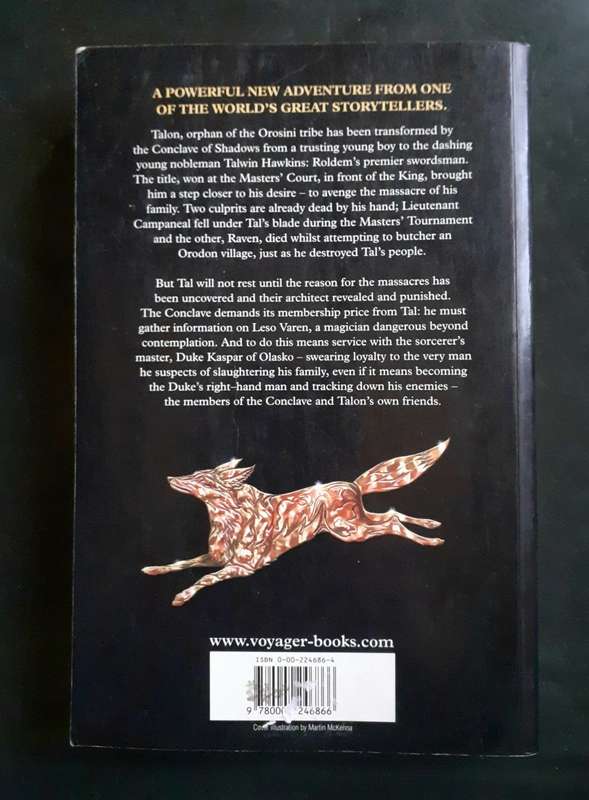 A POWERFUL NEW ADVENTURE FROM ONE
OF THE WORLD'S GREAT STORYTELLERS.
Talon, orphan of the Orosini tribe has been transformed by
the Conclave of Shadows from a trusting young boy to the dashing
young nobleman Talwin Hawkins: Roldem's premier swordsman.
The title, won at the Masters' Court, in front of the King, brought
him a step closer to his desire – to avenge the massacre of his
family. Two culprits are already dead by his hand; Lieutenant
Campaneal fell under Tal's blade during the Masters' Tournament
and the other, Raven, died whilst attempting to butcher an
Orodon village, just as he destroyed Tal's people.
But Tal will not rest until the reason for the massacres has
been uncovered and their architect revealed and punished.
The Conclave demands its membership price from Tal: he must
gather information on Leso Varen, a magician dangerous beyond
contemplation. And to do this means service with the sorcerer's
master, Duke Kaspar of Olasko – swearing loyalty to the very man
he suspects of slaughtering his family, even if it means becoming
the Duke's right–hand man and tracking down his enemies –
the members of the Conclave and Talon's own friends.
www.voyager-books.com
ISBN 0-00-224686-4
9 78000 246866
Cover illustration by Martin McKenna